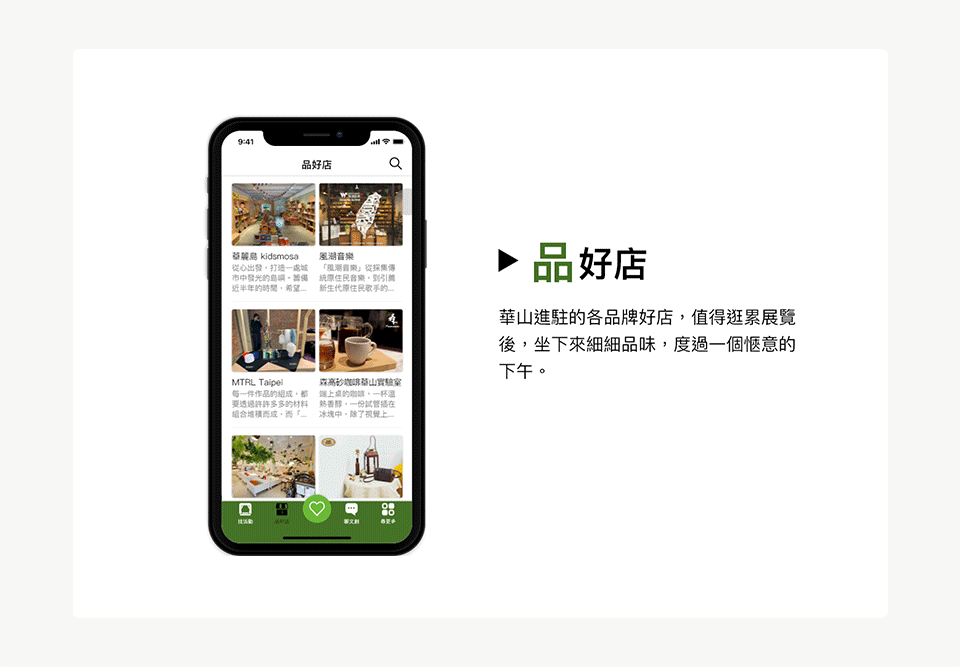 9:41
品好店
華麗島 kidsmosa
從心出發，打造一處城
市中發光的島嶼。籌備
近半年的時間，希望...
風潮音樂
「風潮音樂」從採集傳
統原住民音樂，到引薦
新生代原住民歌手的...
MTRL Taipei
每一件作品的組成，都
要透過許許多多的材料
組合堆積而成，而「...
森高砂咖啡華山實驗室
端上桌的咖啡，一杯溫
熱香醇，一份試管插在
冰塊中，除了視覺上...
找活動
品好店
聊文創
看更多
品好店
華山進駐的各品牌好店，值得逛累展覽
後，坐下來細細品味，度過一個愜意的
下午。